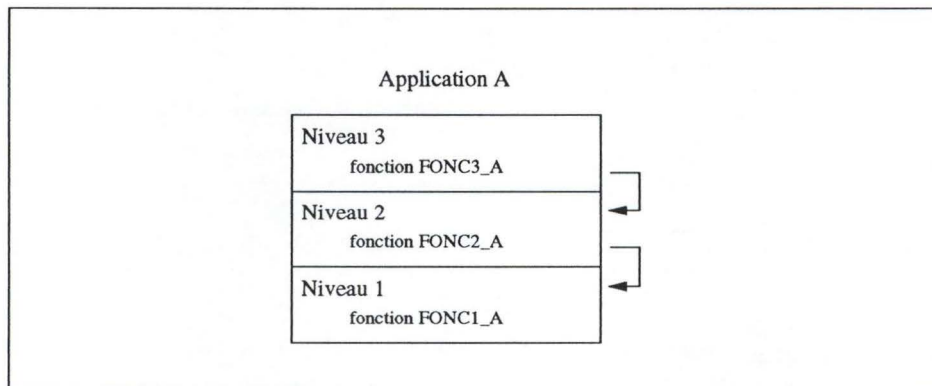 Application A
Niveau 3
fonction FONC3_A
Niveau 2
fonction FONC2_A
Niveau 1
fonction FONC1_A